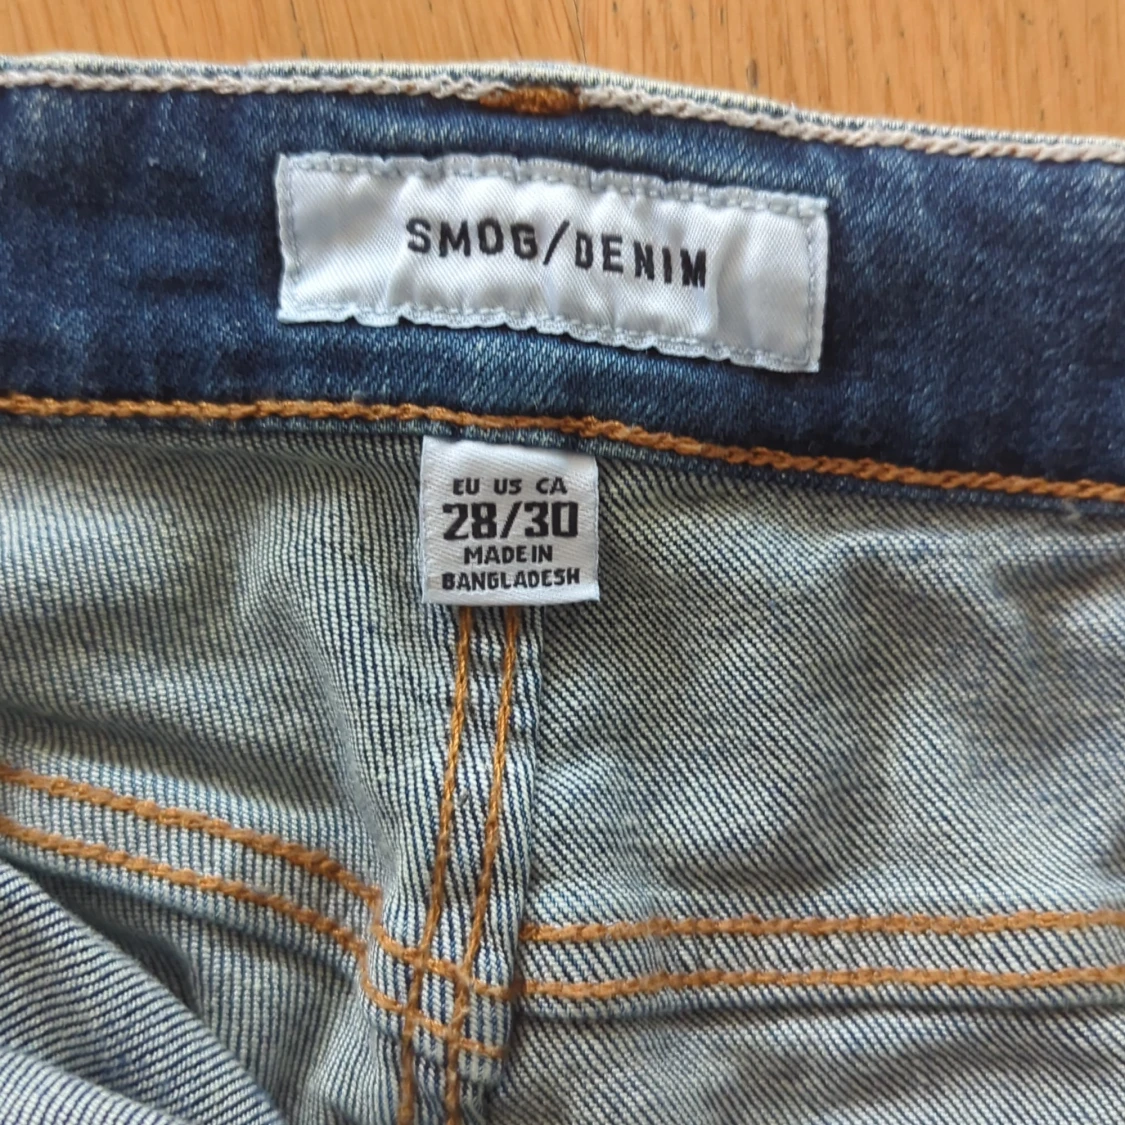 SMOG/DENIM
EU US CA
28/30
MADE IN
BANGLADESH